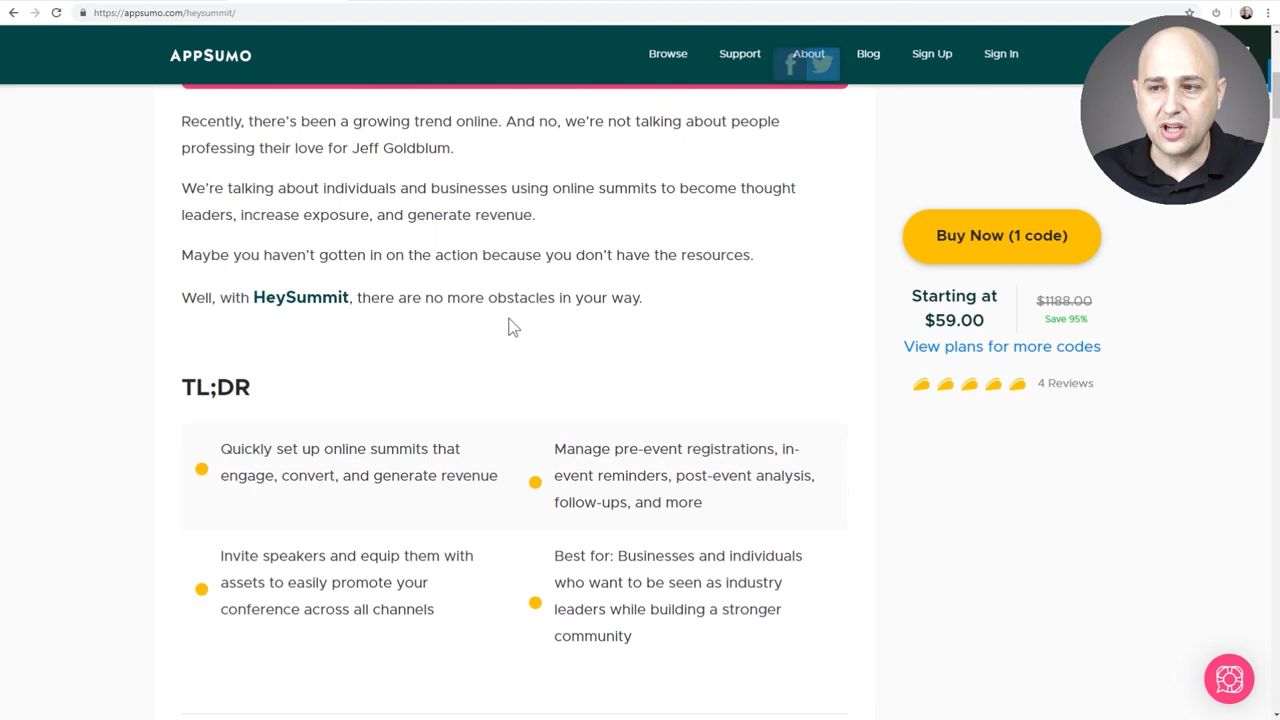 https://appsumo.com/heysummit/
APPSUMO
Browse
Support
About
Blog
Sign Up
Sign In
Recently, there's been a growing trend online. And no, we're not talking about people
professing their love for Jeff Goldblum.
We're talking about individuals and businesses using online summits to become thought
leaders, increase exposure, and generate revenue.
Maybe you haven't gotten in on the action because you don't have the resources.
Well, with HeySummit, there are no more obstacles in your way.
TL;DR
Quickly set up online summits that
engage, convert, and generate revenue
Manage pre-event registrations, in-
event reminders, post-event analysis,
follow-ups, and more
Invite speakers and equip them with
assets to easily promote your
conference across all channels
Best for: Businesses and individuals
who want to be seen as industry
leaders while building a stronger
community
Buy Now (1 code)
Starting at
$59.00
$1188.00
Save 95%
View plans for more codes
4 Reviews